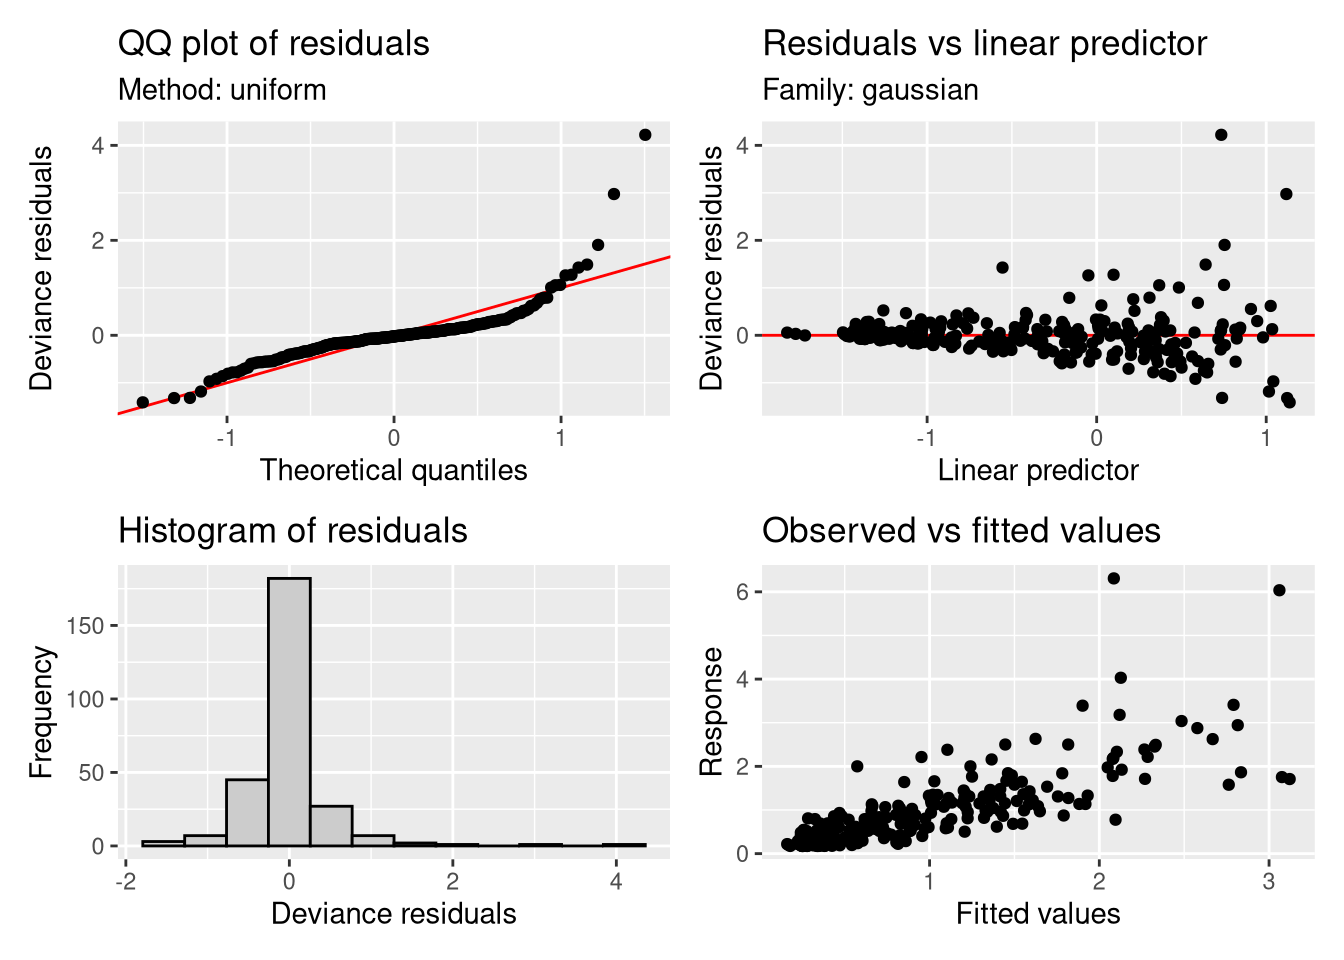 QQ plot of residuals
Method: uniform
Deviance residuals
4
2
0
-1
0
1
Theoretical quantiles
Residuals vs linear predictor
Family: gaussian
Deviance residuals
4
2
0
-1
0
1
Linear predictor
Histogram of residuals
Frequency
150
100
50
0
-2
0
2
4
Deviance residuals
Observed vs fitted values
Response
6
4
2
0
1
2
3
Fitted values